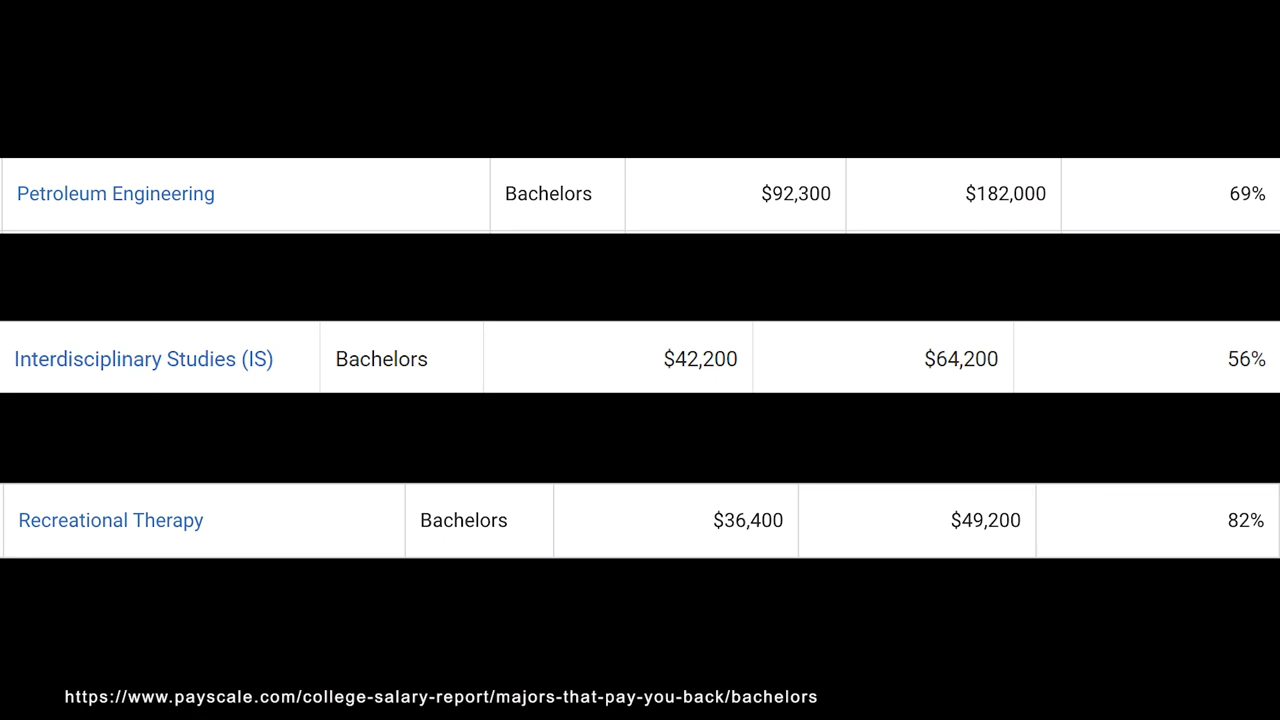 Petroleum Engineering Bachelors $92,300 $182,000 69%
Interdisciplinary Studies (IS) Bachelors $42,200 $64,200 56%
Recreational Therapy Bachelors $36,400 $49,200 82%
https://www.payscale.com/college-salary-report/majors-that-pay-you-back/bachelors